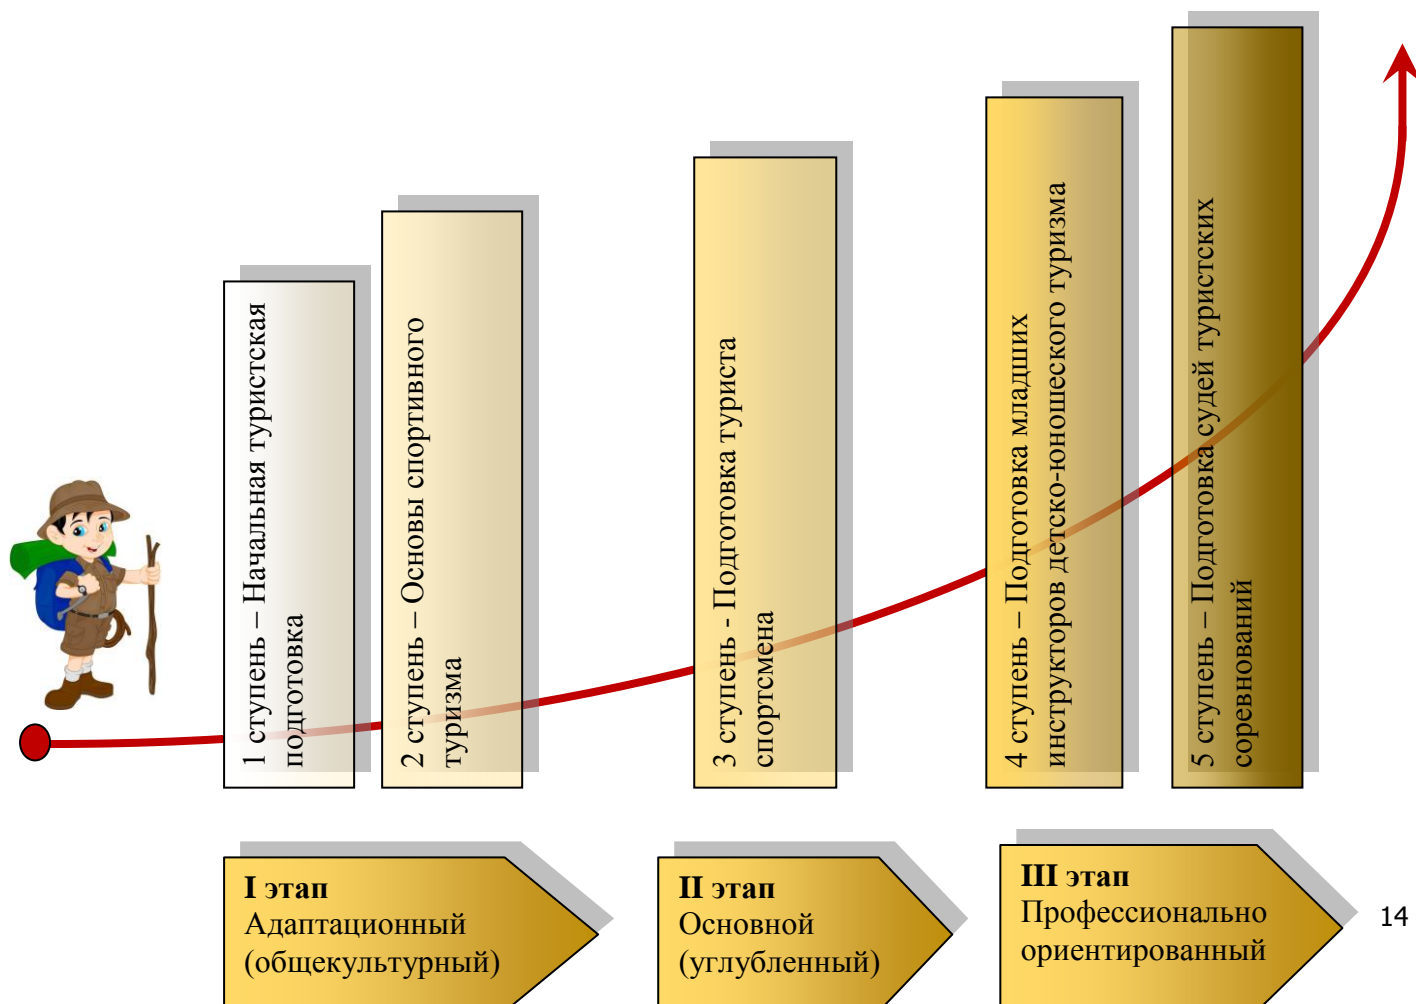 1 ступень – Начальная туристская
подготовка
2 ступень – Основы спортивного
туризма
3 ступень - Подготовка туриста
спортсмена
4 ступень – Подготовка младших
инструкторов детско-юношеского туризма
5 ступень – Подготовка судей туристских
соревнований
I этап
Адаптационный
(общекультурный)
II этап
Основной
(углубленный)
III этап
Профессионально
ориентированный
14